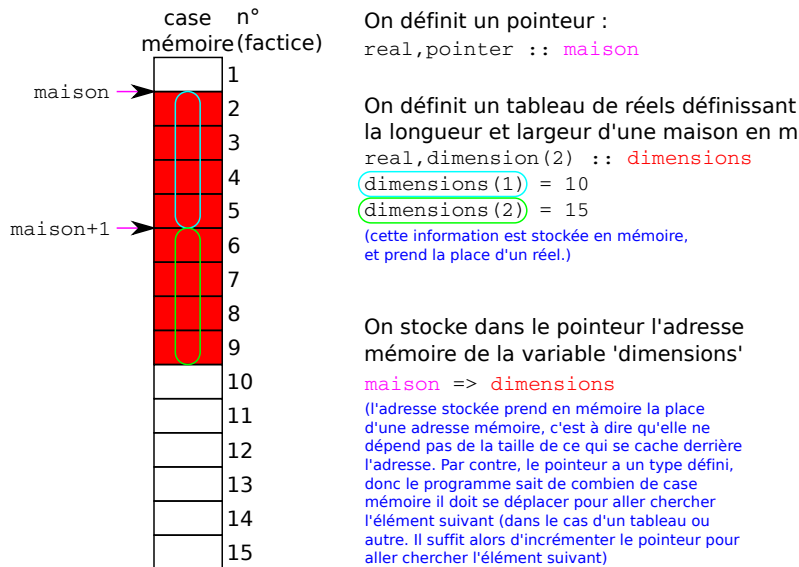 case n°
mémoire (factice)
1
maison
2
3
4
5
maison+1
6
7
8
9
10
11
12
13
14
15
On définit un pointeur :
real,pointer :: maison
On définit un tableau de réels définissant
la longueur et largeur d'une maison en m
real,dimension(2) :: dimensions
dimensions(1) = 10
dimensions(2) = 15
(cette information est stockée en mémoire,
et prend la place d'un réel.)
On stocke dans le pointeur l'adresse
mémoire de la variable 'dimensions'
maison => dimensions
(l'adresse stockée prend en mémoire la place
d'une adresse mémoire, c'est à dire qu'elle ne
dépend pas de la taille de ce qui se cache derrière
l'adresse. Par contre, le pointeur a un type défini,
donc le programme sait de combien de case
mémoire il doit se déplacer pour aller chercher
l'élément suivant (dans le cas d'un tableau ou
autre. Il suffit alors d'incrémenter le pointeur pour
aller chercher l'élément suivant)